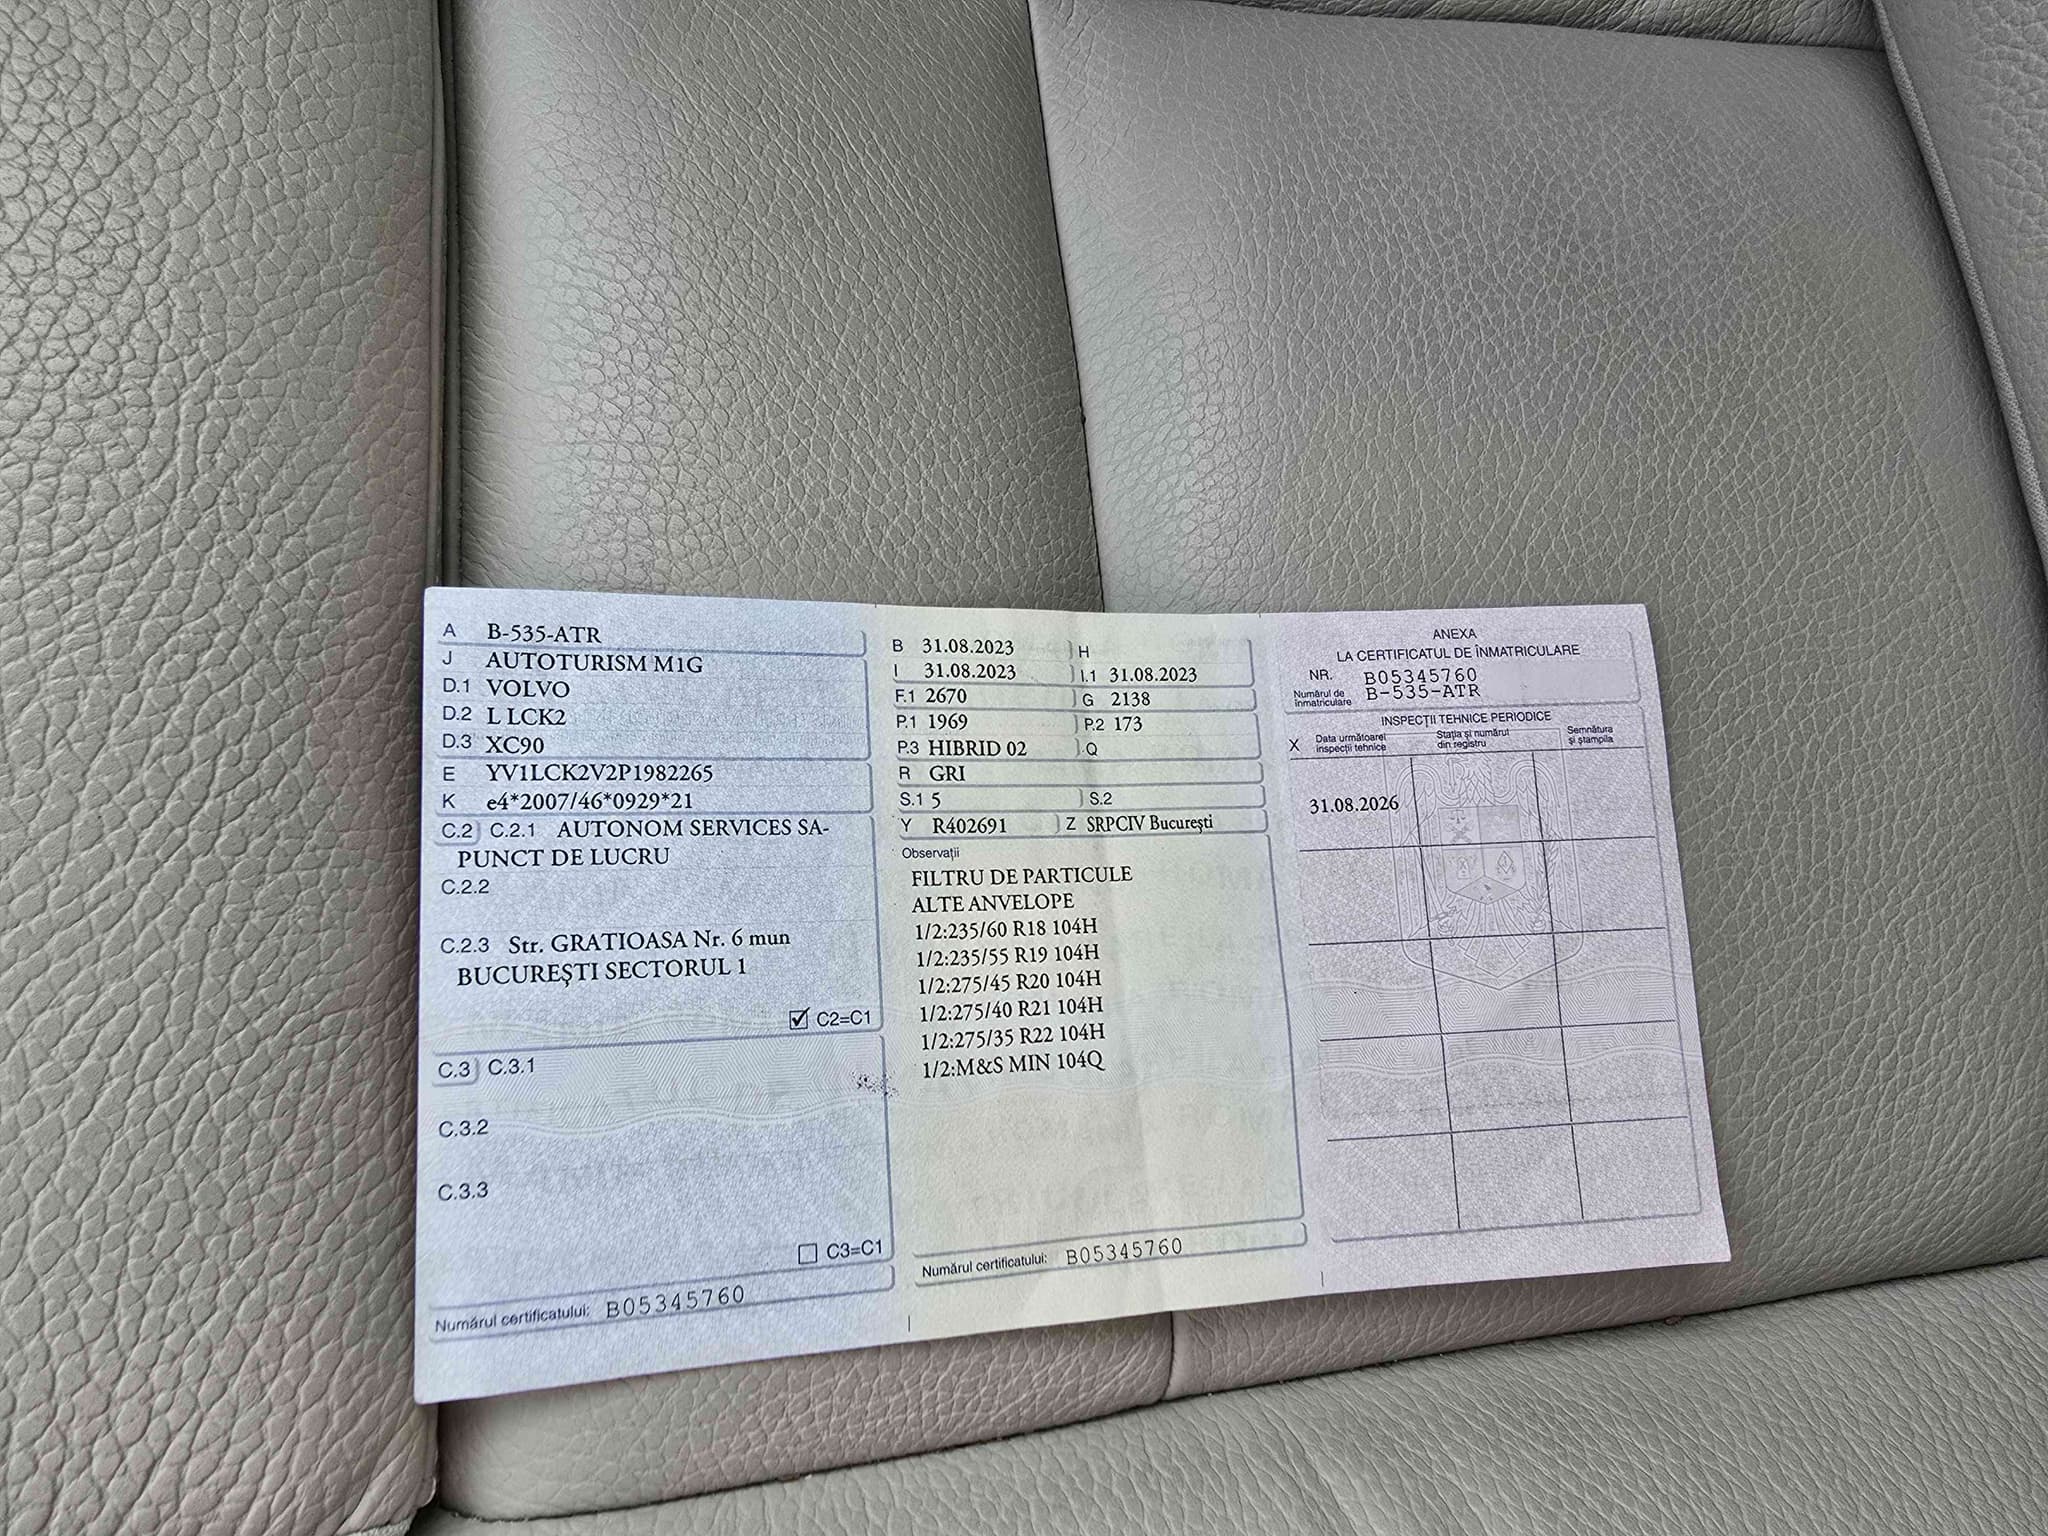 A B-535-ATR
J AUTOTURISM M1G
D.1 VOLVO
D.2 L LCK2
D.3 XC90
E YV1LCK2V2P1982265
K e4*2007/46*0929*21
C.2 C.2.1 AUTONOM SERVICES SA-
PUNCT DE LUCRU
C.2.2
C.2.3 Str. GRATIOASA Nr. 6 mun
BUCUREŞTI SECTORUL 1
C2=C1
C.3 C.3.1
C.3.2
C.3.3
C3=C1
Numărul certificatului: B05345760
B 31.08.2023 H
I 31.08.2023 I.1 31.08.2023
F.1 2670 G 2138
P.1 1969 P.2 173
P.3 HIBRID 02 Q
R GRI
S.1 5 S.2
Y R402691 Z SRPCIV Bucureşti
Observaţii
FILTRU DE PARTICULE
ALTE ANVELOPE
1/2:235/60 R18 104H
1/2:235/55 R19 104H
1/2:275/45 R20 104H
1/2:275/40 R21 104H
1/2:275/35 R22 104H
1/2:M&S MIN 104Q
Numărul certificatului: B05345760
ANEXA
LA CERTIFICATUL DE ÎNMATRICULARE
NR. B05345760
Numărul de înmatriculare B-535-ATR
INSPECŢII TEHNICE PERIODICE
X Data următoarei inspecţii tehnice Staţia şi numărul din registru Semnătura şi ştampila
31.08.2026